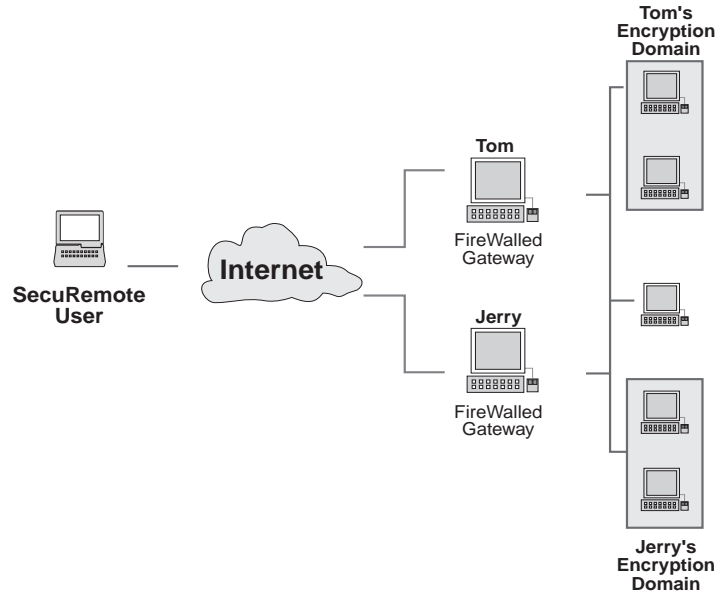 Tom's
Encryption
Domain
Tom
FireWalled
Gateway
Internet
SecuRemote
User
Jerry
FireWalled
Gateway
Jerry's
Encryption
Domain